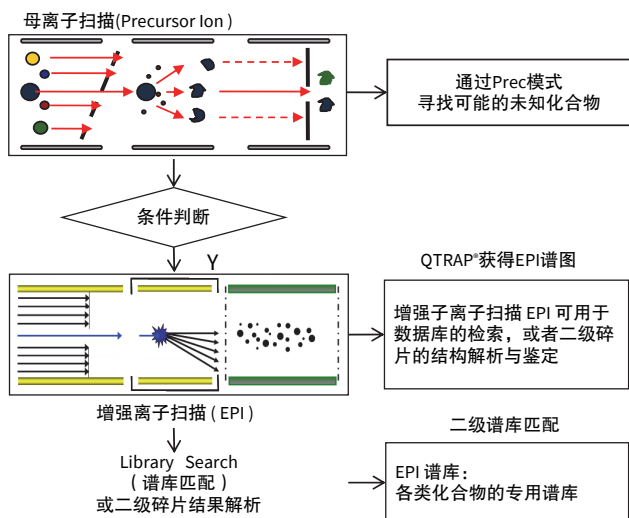 母离子扫描(Precursor Ion)
通过Prec模式
寻找可能的未知化合物
条件判断
Y
QTRAP®获得EPI谱图
增强子离子扫描 EPI 可用于
数据库的检索，或者二级碎
片的结构解析与鉴定
增强离子扫描 ( EPI )
二级谱库匹配
Library Search
( 谱库匹配 )
或二级碎片结果解析
EPI 谱库：
各类化合物的专用谱库